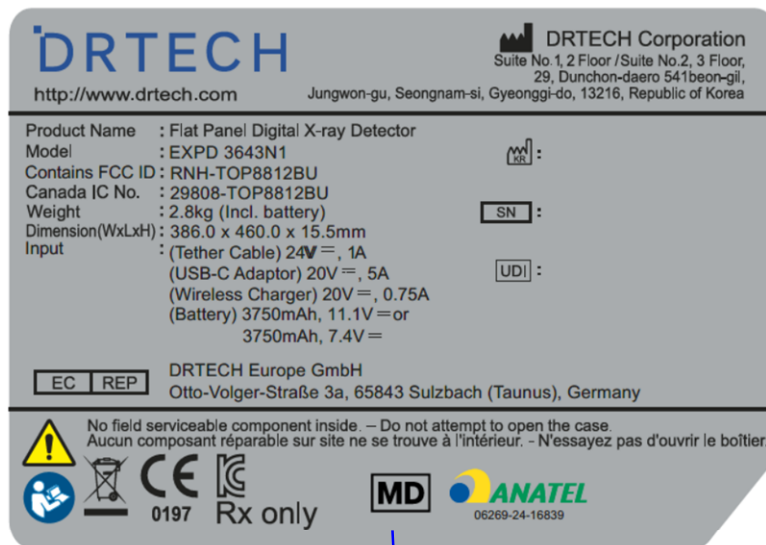 DRTECH
http://www.drtech.com
DRTECH Corporation
Suite No.1, 2 Floor /Suite No.2, 3 Floor,
29, Dunchon-daero 541beon-gil,
Jungwon-gu, Seongnam-si, Gyeonggi-do, 13216, Republic of Korea
Product Name : Flat Panel Digital X-ray Detector
Model : EXPD 3643N1
Contains FCC ID : RNH-TOP8812BU
Canada IC No. : 29808-TOP8812BU
Weight : 2.8kg (Incl. battery)
Dimension(WxLxH) : 386.0 x 460.0 x 15.5mm
Input : (Tether Cable) 24V ⎓, 1A
(USB-C Adaptor) 20V ⎓, 5A
(Wireless Charger) 20V ⎓, 0.75A
(Battery) 3750mAh, 11.1V ⎓ or
3750mAh, 7.4V ⎓
KR :
SN :
UDI :
EC REP
DRTECH Europe GmbH
Otto-Volger-Straße 3a, 65843 Sulzbach (Taunus), Germany
No field serviceable component inside. – Do not attempt to open the case.
Aucun composant réparable sur site ne se trouve à l'intérieur. - N'essayez pas d'ouvrir le boîtier.
CE 0197
Rx only
MD
ANATEL
06269-24-16839